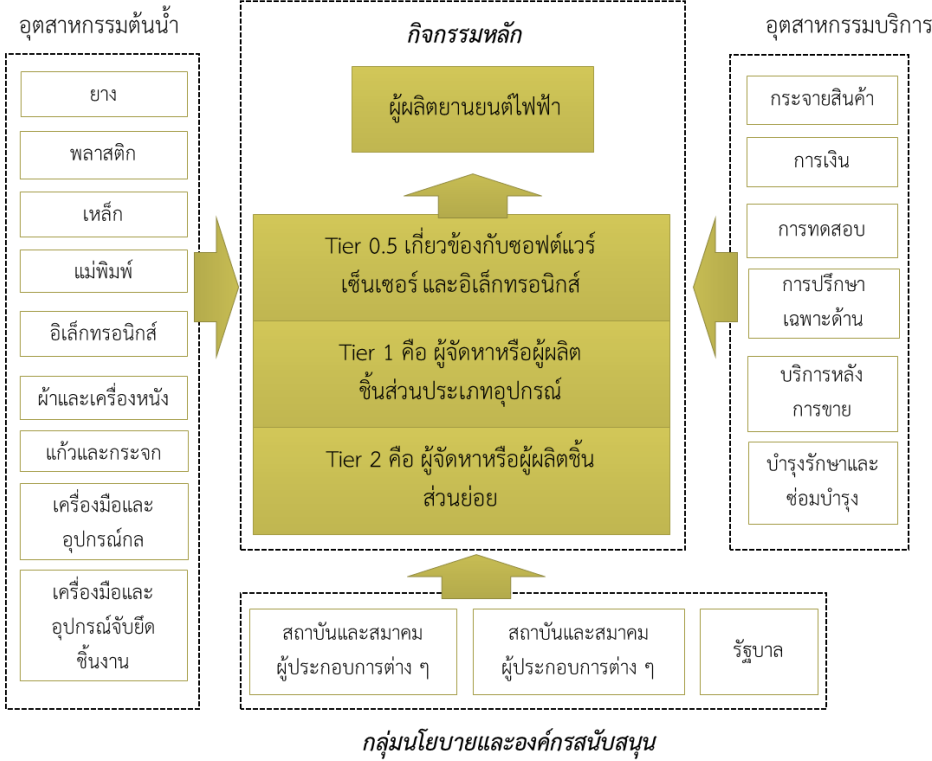 อุตสาหกรรมต้นน้ำ
ยาง
พลาสติก
เหล็ก
แม่พิมพ์
อิเล็กทรอนิกส์
ผ้าและเครื่องหนัง
แก้วและกระจก
เครื่องมือและ
อุปกรณ์กล
เครื่องมือและ
อุปกรณ์จับยึด
ชิ้นงาน
กิจกรรมหลัก
ผู้ผลิตยานยนต์ไฟฟ้า
Tier 0.5 เกี่ยวข้องกับซอฟต์แวร์
เซ็นเซอร์ และอิเล็กทรอนิกส์
Tier 1 คือ ผู้จัดหาหรือผู้ผลิต
ชิ้นส่วนประเภทอุปกรณ์
Tier 2 คือ ผู้จัดหาหรือผู้ผลิตชิ้น
ส่วนย่อย
อุตสาหกรรมบริการ
กระจายสินค้า
การเงิน
การทดสอบ
การปรึกษา
เฉพาะด้าน
บริการหลัง
การขาย
บำรุงรักษาและ
ซ่อมบำรุง
สถาบันและสมาคม
ผู้ประกอบการต่าง ๆ
สถาบันและสมาคม
ผู้ประกอบการต่าง ๆ
รัฐบาล
กลุ่มนโยบายและองค์กรสนับสนุน